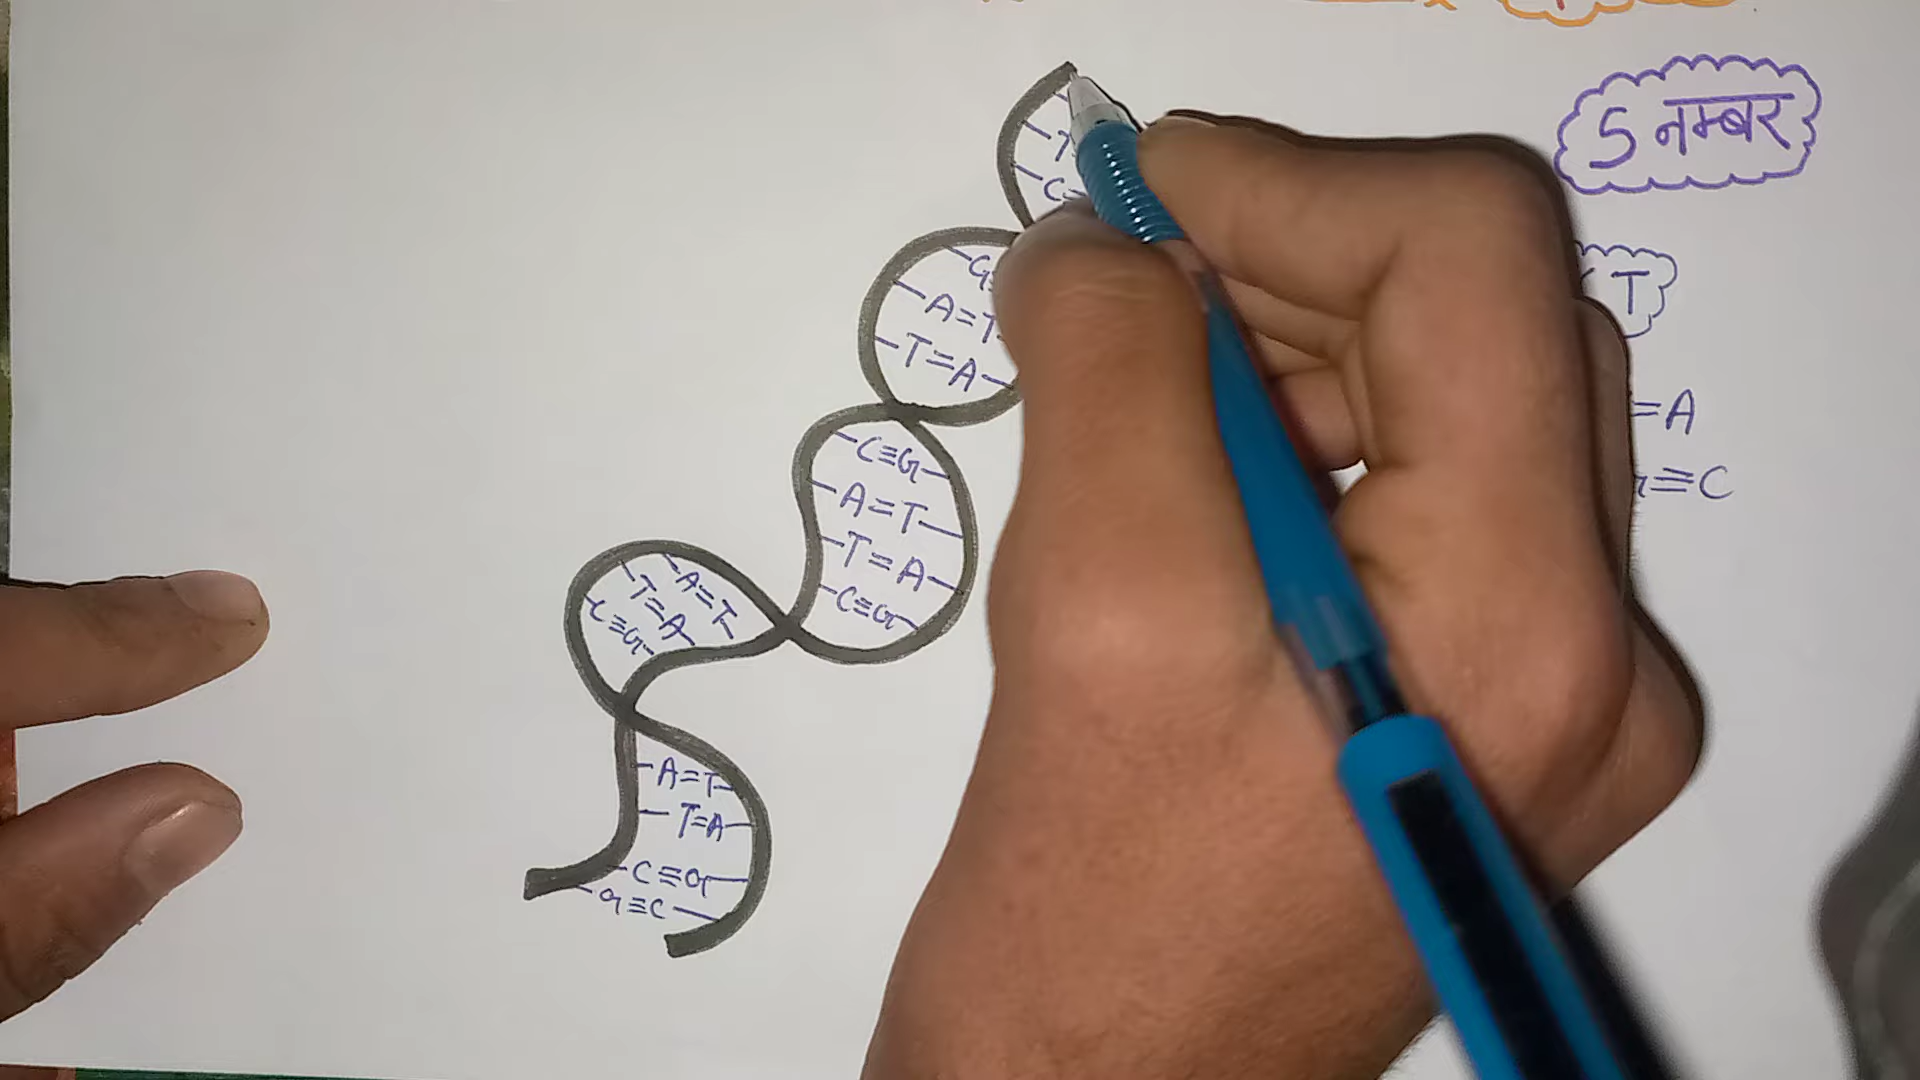 5 नम्बर
T
=A
≡C
T
C
G
A=T
T=A
C≡G
A=T
T=A
C≡G
A=T
T=A
C≡G
A=T
T=A
C≡G
G≡C